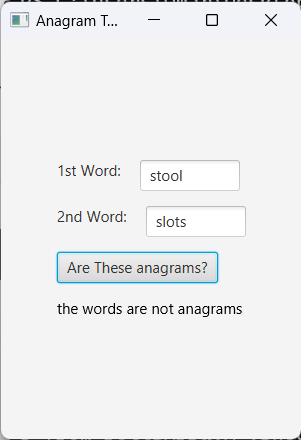 Anagram T...
1st Word: stool
2nd Word: slots
Are These anagrams?
the words are not anagrams